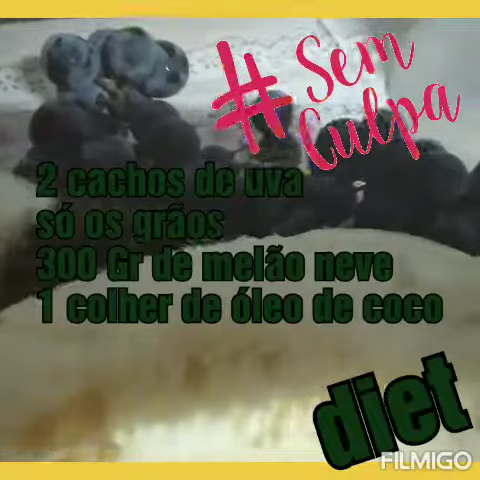 #Sem
Culpa
2 cachos de uva
só os grãos
300 Gr de melão neve
1 colher de óleo de coco
diet
FILMIGO